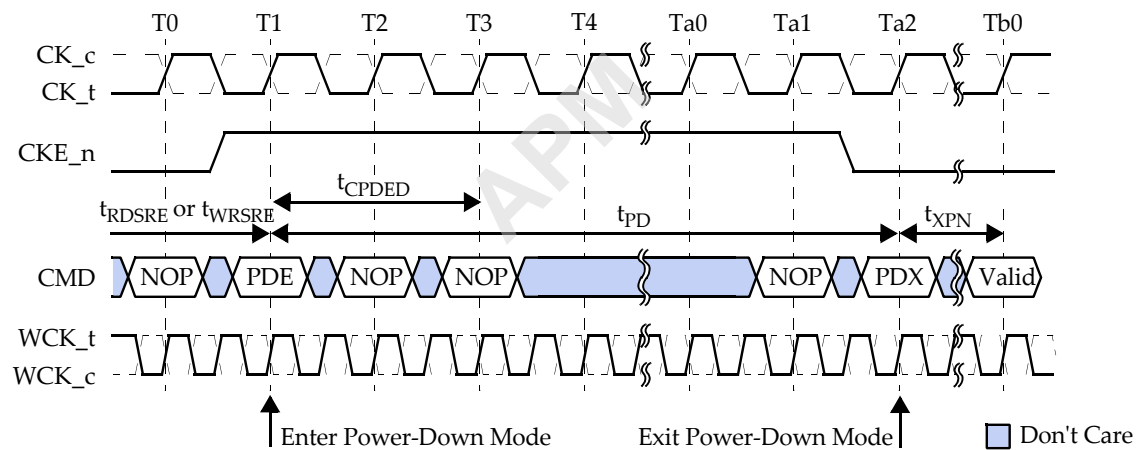 T0 T1 T2 T3 T4 Ta0 Ta1 Ta2 Tb0
CK_c
CK_t
CKE_n
tCPDED
tRDSRE or tWRSRE
tPD
tXPN
CMD NOP PDE NOP NOP NOP PDX Valid
WCK_t
WCK_c
Enter Power-Down Mode Exit Power-Down Mode Don't Care
APM